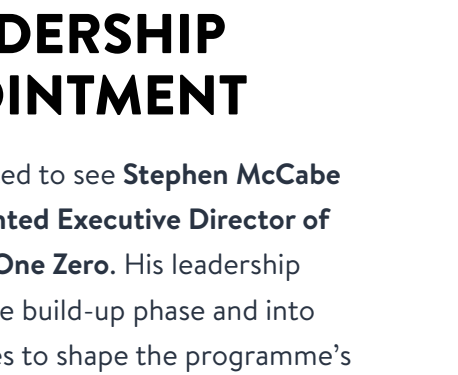 DERSHIP
OINTMENT
ed to see Stephen McCabe
nted Executive Director of
One Zero. His leadership
e build-up phase and into
es to shape the programme’s